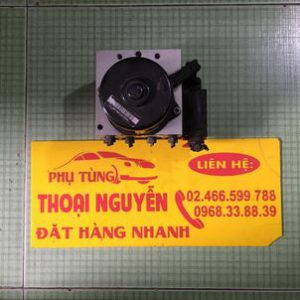 PHỤ TÙNG
THOẠI NGUYỄN
ĐẶT HÀNG NHANH
LIÊN HỆ:
02.466.599.788
0968.33.88.39